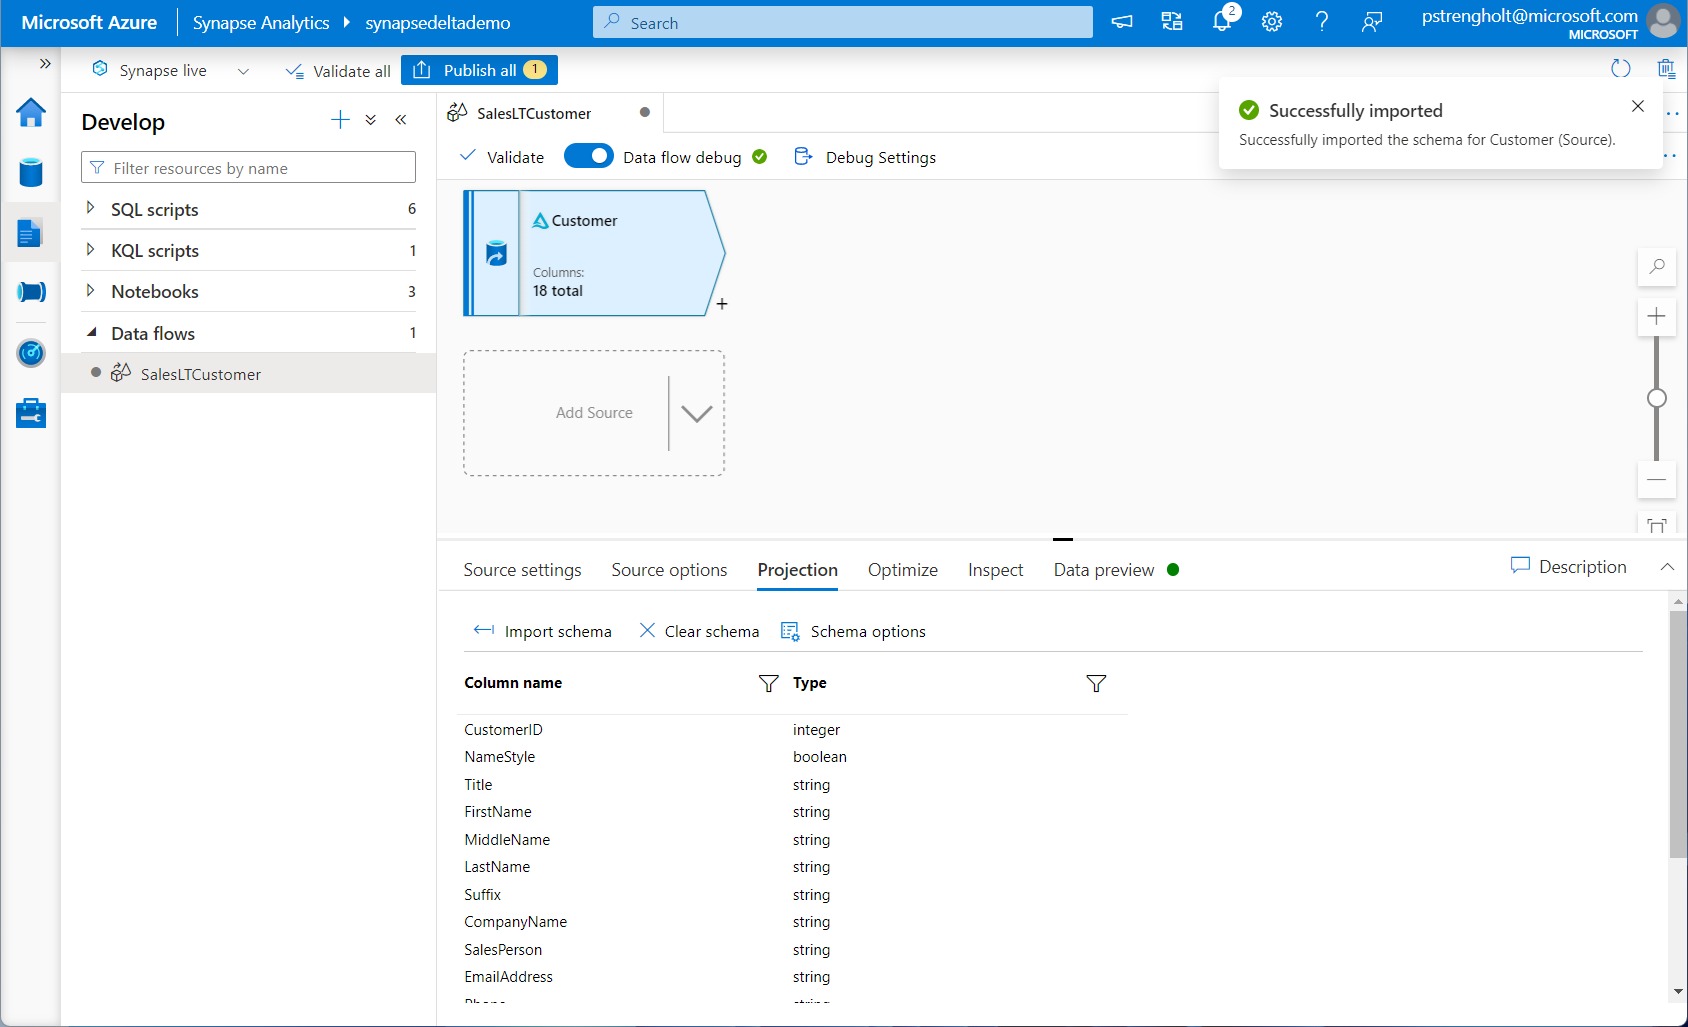 Microsoft Azure
Synapse Analytics
synapsedeltademo
Search
2
pstrengholt@microsoft.com
MICROSOFT
Synapse live
Validate all
Publish all
1
Develop
Filter resources by name
SQL scripts 6
KQL scripts 1
Notebooks 3
Data flows 1
SalesLTCustomer
SalesLTCustomer
Successfully imported
Successfully imported the schema for Customer (Source).
Validate
Data flow debug
Debug Settings
Customer
Columns:
18 total
Add Source
Source settings
Source options
Projection
Optimize
Inspect
Data preview
Description
Import schema
Clear schema
Schema options
Column name Type
CustomerID integer
NameStyle boolean
Title string
FirstName string
MiddleName string
LastName string
Suffix string
CompanyName string
SalesPerson string
EmailAddress string